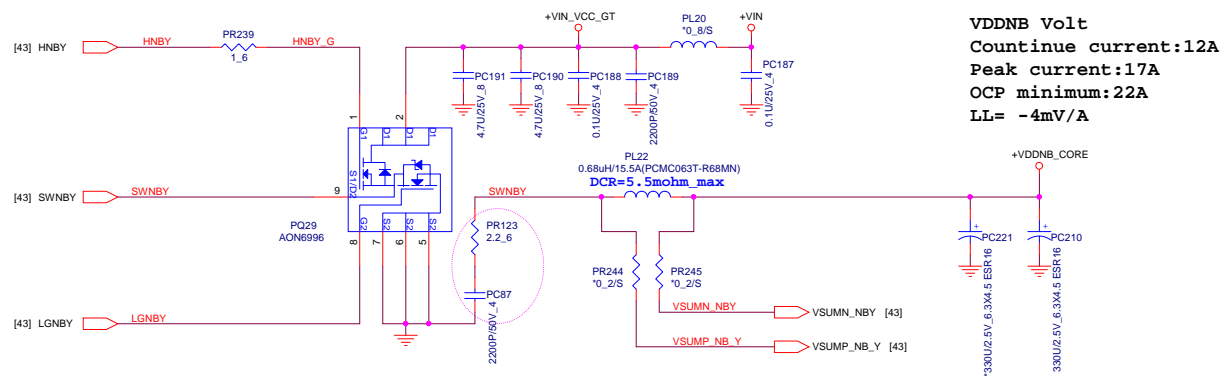 [43] HNBY
HNBY
PR239
1_6
HNBY_G
+VIN_VCC_GT
PL20
*0_8/S
+VIN
PC191
4.7U/25V_8
PC190
4.7U/25V_8
PC188
0.1U/25V_4
PC189
2200P/50V_4
PC187
0.1U/25V_4
VDDNB Volt
Countinue current:12A
Peak current:17A
OCP minimum:22A
LL= -4mV/A
1
2
G1
D1
D1
D1
S1/D2
9
G2
S2
S2
S2
8
7
6
5
[43] SWNBY
SWNBY
PQ29
AON6996
[43] LGNBY
LGNBY
SWNBY
PR123
2.2_6
PC87
2200P/50V_4
PL22
0.68uH/15.5A(PCMC063T-R68MN)
DCR=5.5mohm_max
PR244
*0_2/S
PR245
*0_2/S
VSUMN_NBY
VSUMN_NBY [43]
VSUMP_NB_Y
VSUMP_NB_Y [43]
+VDDNB_CORE
+
PC221
*330U/2.5V_6.3X4.5 ESR16
+
PC210
330U/2.5V_6.3X4.5 ESR16